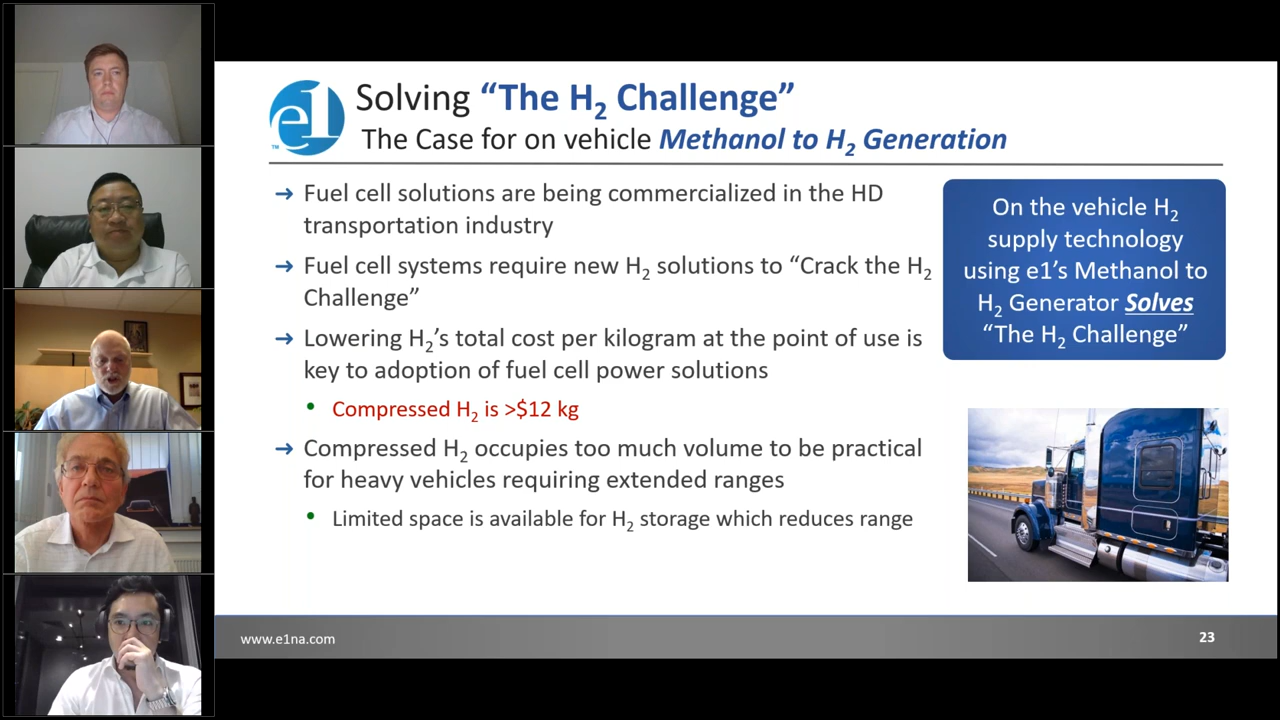 e1
™
Solving “The H₂ Challenge”
The Case for on vehicle Methanol to H₂ Generation
→ Fuel cell solutions are being commercialized in the HD
transportation industry
→ Fuel cell systems require new H₂ solutions to “Crack the H₂
Challenge”
→ Lowering H₂’s total cost per kilogram at the point of use is
key to adoption of fuel cell power solutions
• Compressed H₂ is >$12 kg
→ Compressed H₂ occupies too much volume to be practical
for heavy vehicles requiring extended ranges
• Limited space is available for H₂ storage which reduces range
On the vehicle H₂
supply technology
using e1’s Methanol to
H₂ Generator Solves
“The H₂ Challenge”
www.e1na.com
23